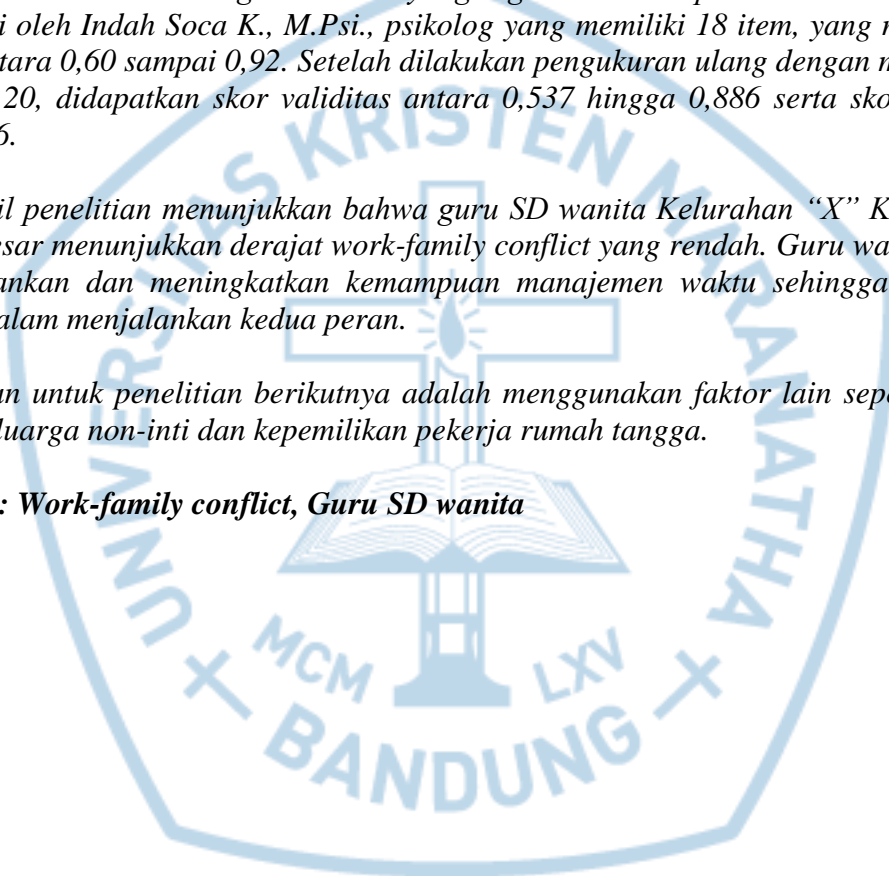 i oleh Indah Soca K., M.Psi., psikolog yang memiliki 18 item, yang
tara 0,60 sampai 0,92. Setelah dilakukan pengukuran ulang dengan
20, didapatkan skor validitas antara 0,537 hingga 0,886 serta
6.
il penelitian menunjukkan bahwa guru SD wanita Kelurahan “X” K
esar menunjukkan derajat work-family conflict yang rendah. Guru
ankan dan meningkatkan kemampuan manajemen waktu sehingga
alam menjalankan kedua peran.
n untuk penelitian berikutnya adalah menggunakan faktor lain
luarga non-inti dan kepemilikan pekerja rumah tangga.
: Work-family conflict, Guru SD wanita
UNIVERSITAS KRISTEN MARANATHA
MCM LXV
BANDUNG